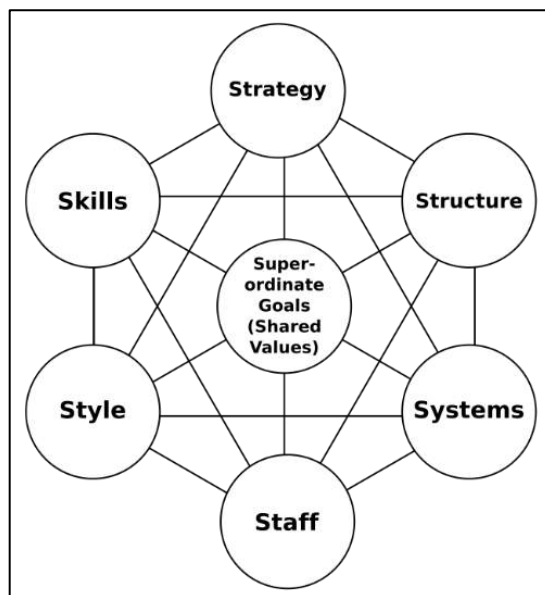 Strategy
Skills
Structure
Super-
ordinate
Goals
(Shared
Values)
Style
Systems
Staff